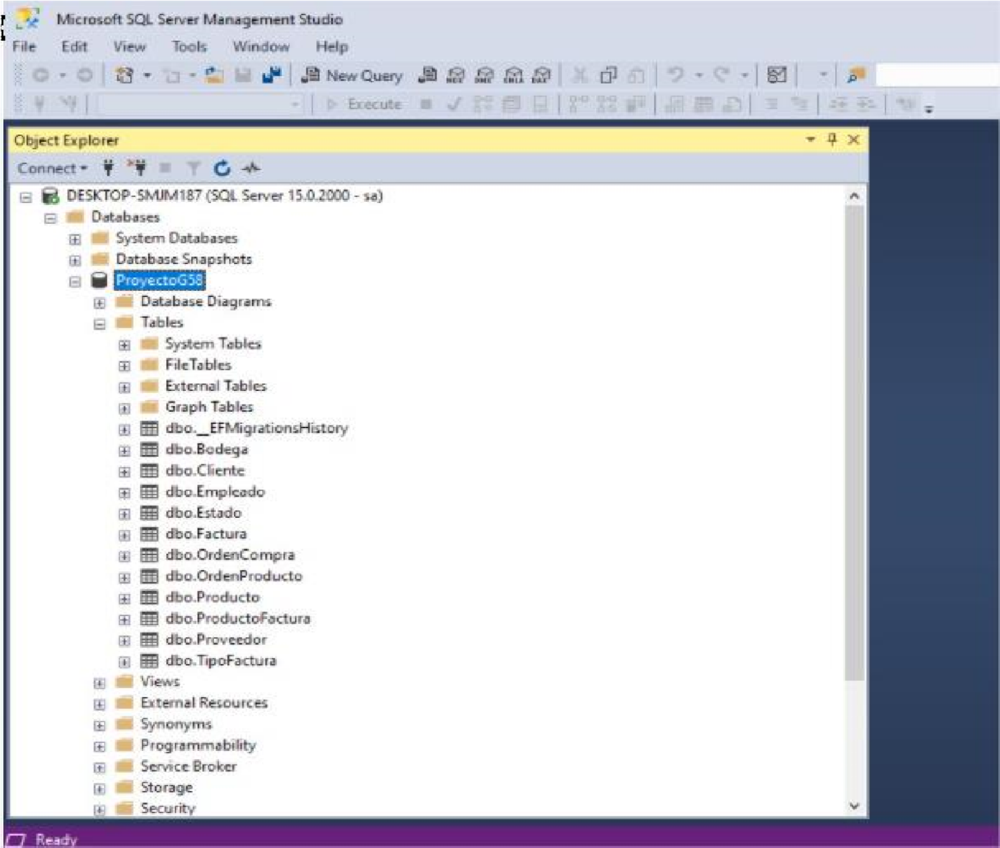 Microsoft SQL Server Management Studio
File Edit View Tools Window Help
New Query
Execute
Object Explorer
Connect
DESKTOP-SMJM187 (SQL Server 15.0.2000 - sa)
Databases
System Databases
Database Snapshots
ProyectoG58
Database Diagrams
Tables
System Tables
FileTables
External Tables
Graph Tables
dbo.__EFMigrationsHistory
dbo.Bodega
dbo.Cliente
dbo.Empleado
dbo.Estado
dbo.Factura
dbo.OrdenCompra
dbo.OrdenProducto
dbo.Producto
dbo.ProductoFactura
dbo.Proveedor
dbo.TipoFactura
Views
External Resources
Synonyms
Programmability
Service Broker
Storage
Security
Ready